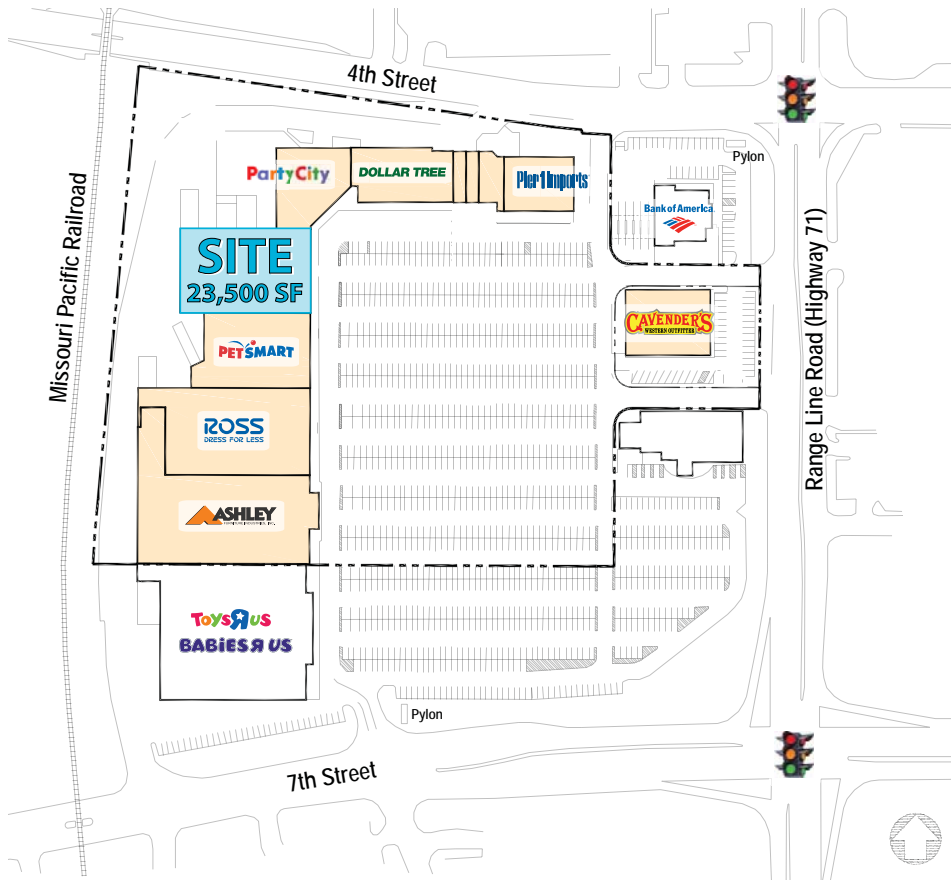 4th Street
Pylon
PartyCity
DOLLAR TREE
Pier 1 imports
Bank of America
SITE
23,500 SF
CAVENDER'S
WESTERN OUTFITTER
PETSMART
Missouri Pacific Railroad
Range Line Road (Highway 71)
ROSS
DRESS FOR LESS
ASHLEY
TOYS R US
BABIES R US
Pylon
7th Street